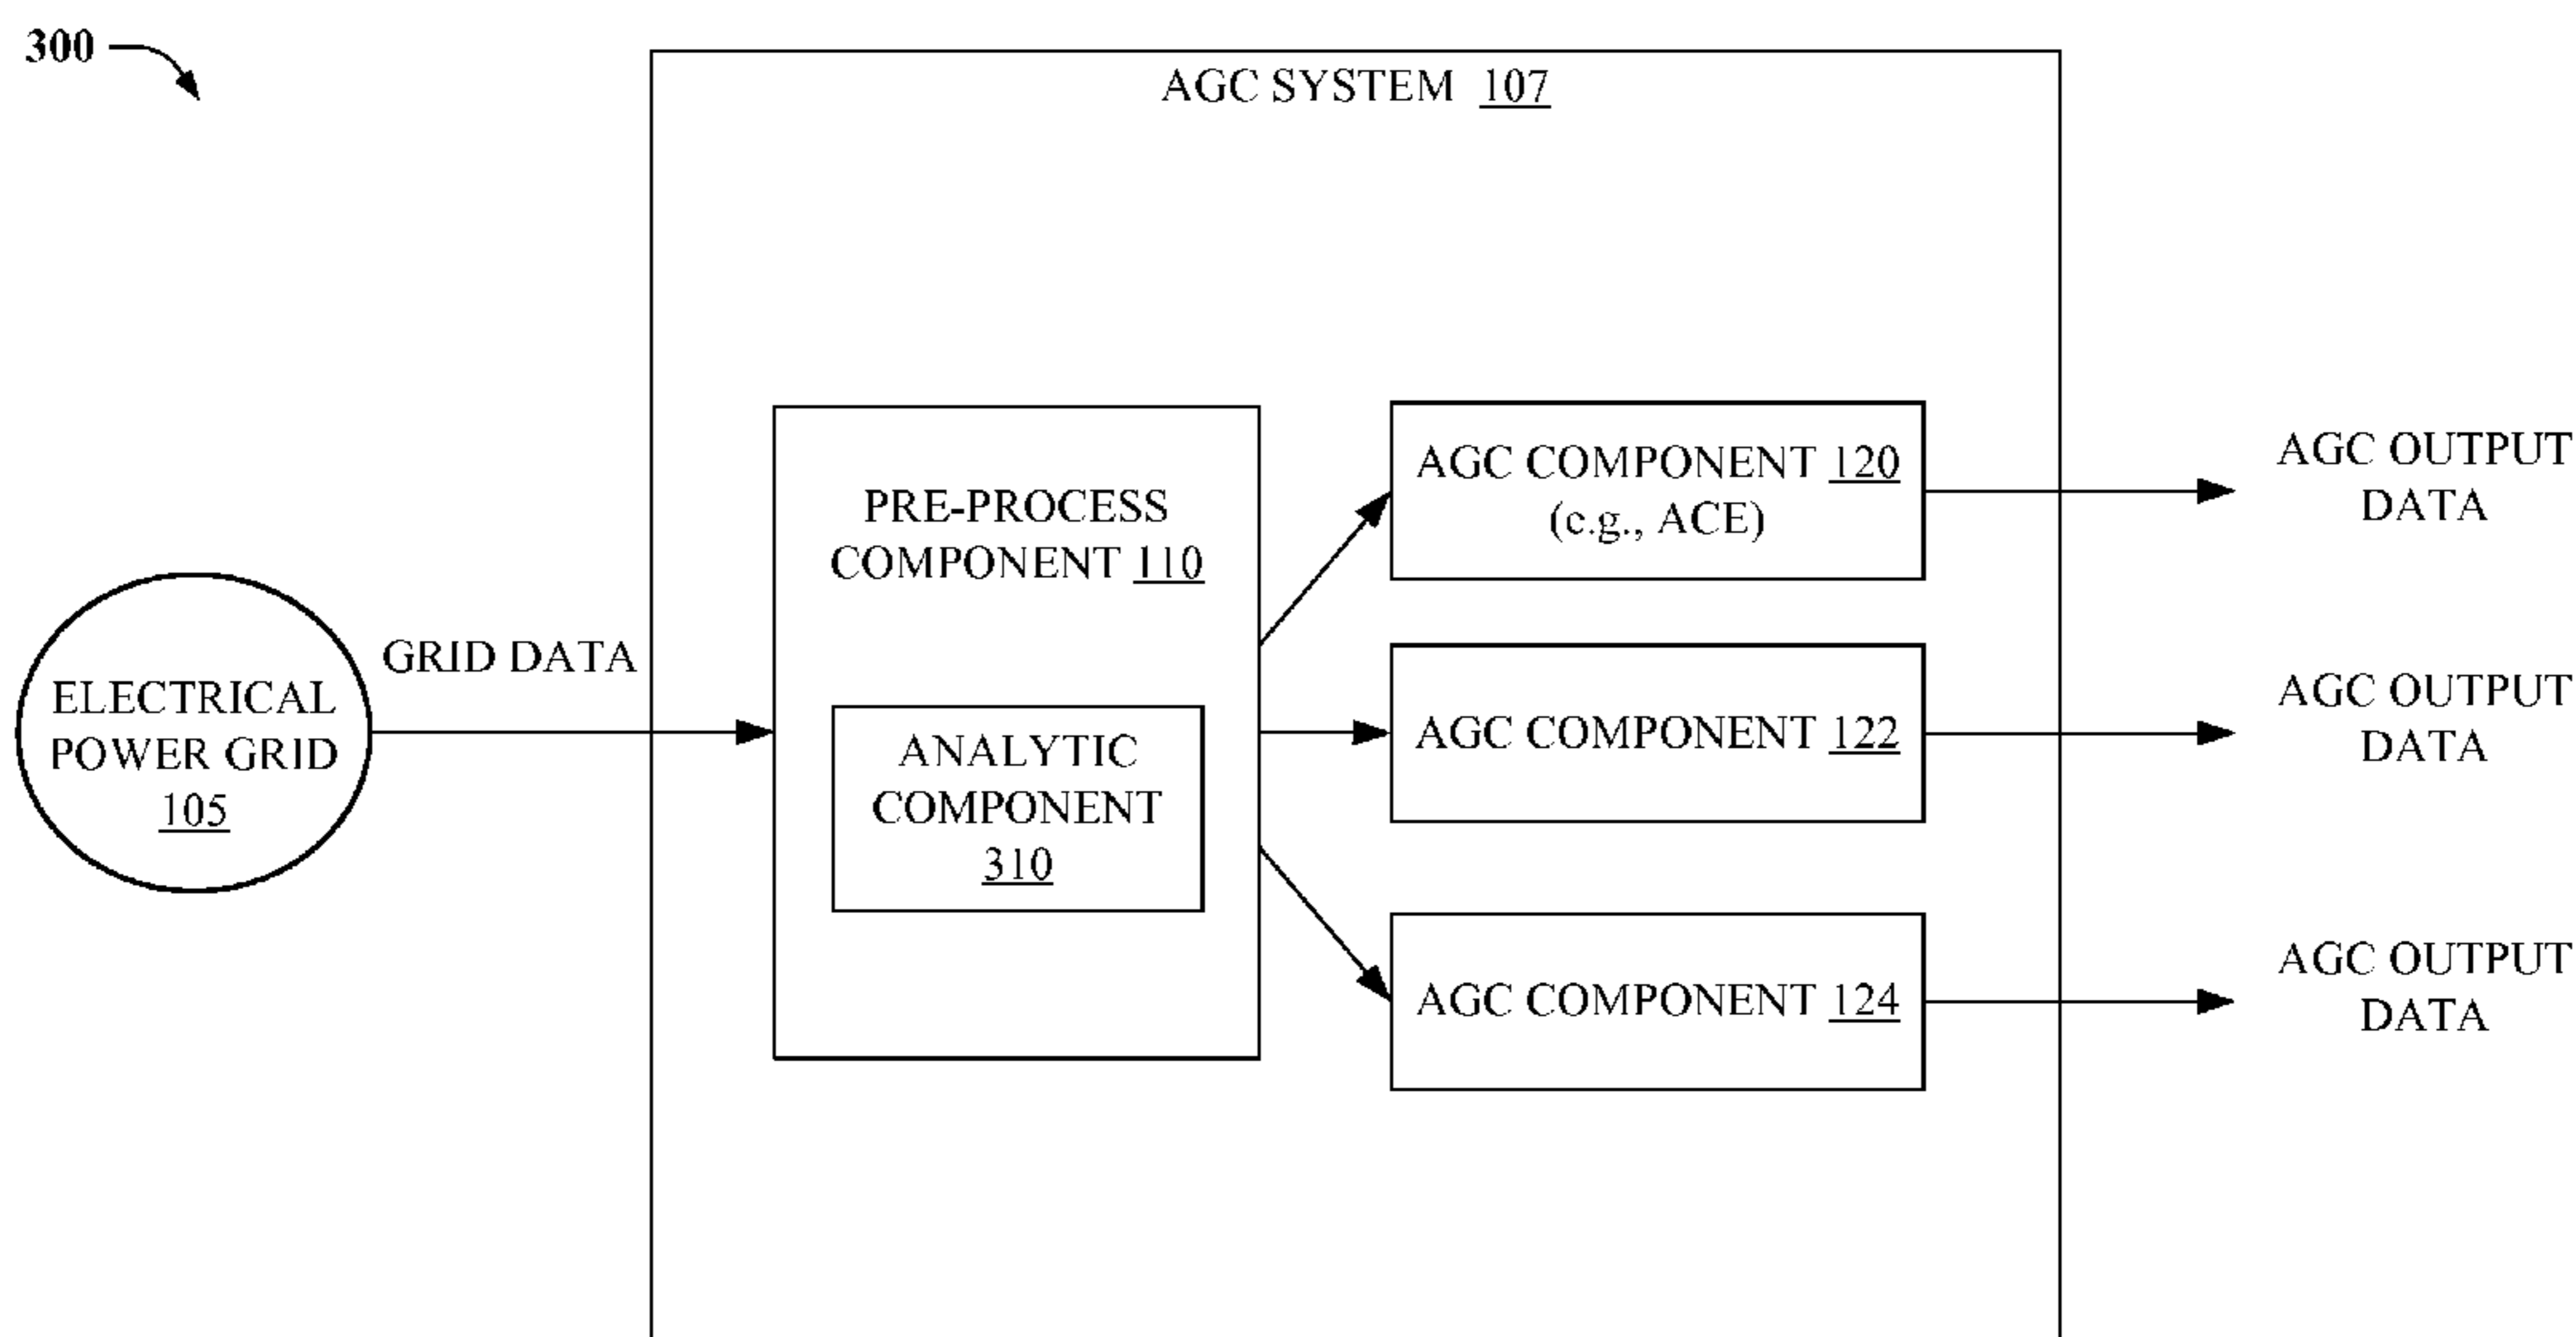 300
AGC SYSTEM 107
ELECTRICAL
POWER GRID
105
GRID DATA
PRE-PROCESS
COMPONENT 110
ANALYTIC
COMPONENT
310
AGC COMPONENT 120
(e.g., ACE)
AGC COMPONENT 122
AGC COMPONENT 124
AGC OUTPUT
DATA
AGC OUTPUT
DATA
AGC OUTPUT
DATA